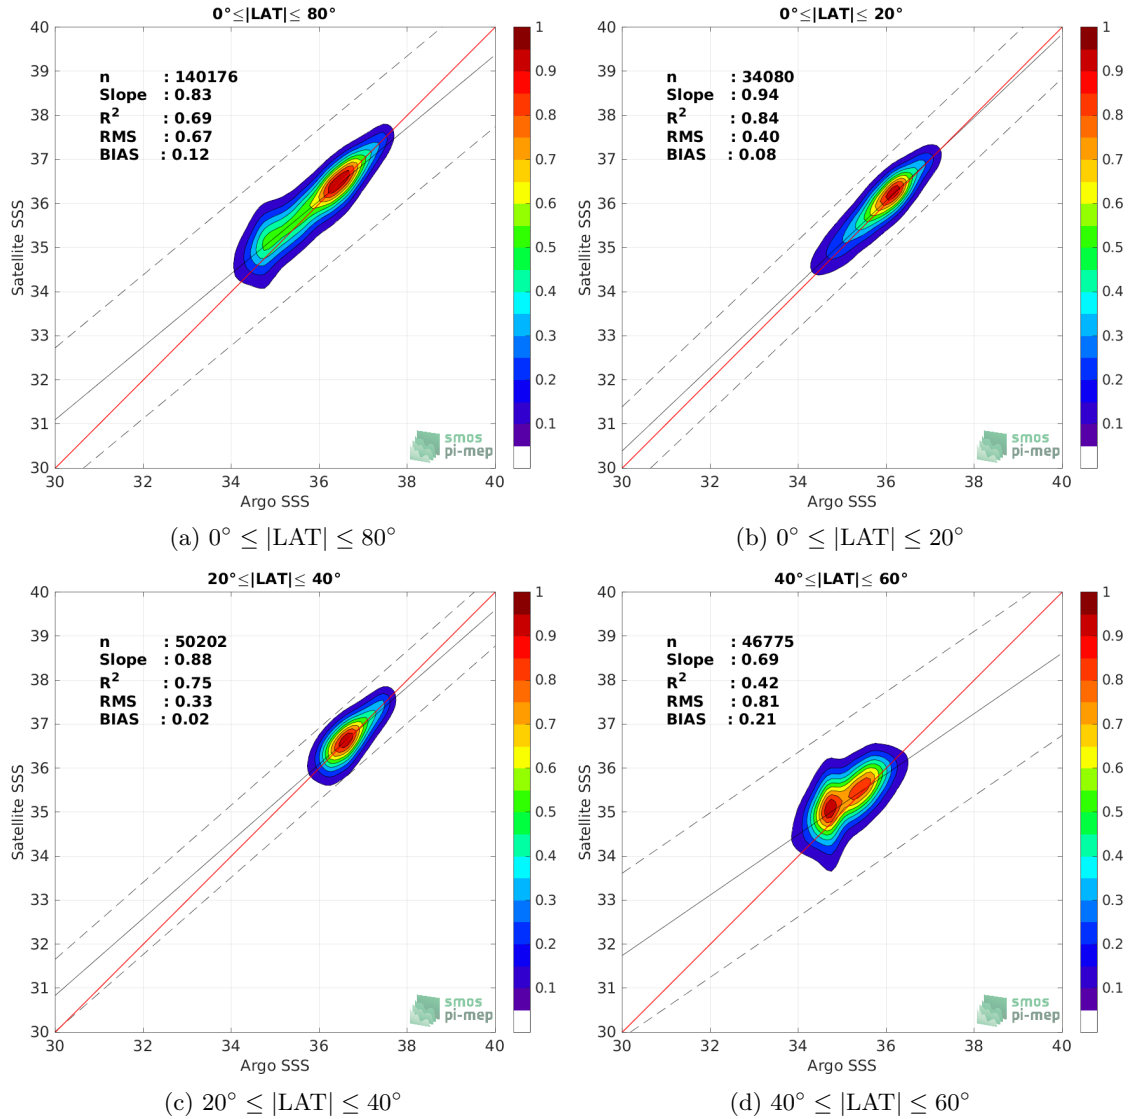 0°≤|LAT|≤ 80°
n : 140176
Slope : 0.83
R² : 0.69
RMS : 0.67
BIAS : 0.12
40
39
38
37
36
35
34
33
32
31
30
30 32 34 36 38 40
Satellite SSS
Argo SSS
1
0.9
0.8
0.7
0.6
0.5
0.4
0.3
0.2
0.1
smos
pi-mep
(a) 0° ≤ |LAT| ≤ 80°
0°≤|LAT|≤ 20°
n : 34080
Slope : 0.94
R² : 0.84
RMS : 0.40
BIAS : 0.08
40
39
38
37
36
35
34
33
32
31
30
30 32 34 36 38 40
Satellite SSS
Argo SSS
1
0.9
0.8
0.7
0.6
0.5
0.4
0.3
0.2
0.1
smos
pi-mep
(b) 0° ≤ |LAT| ≤ 20°
20°≤|LAT|≤ 40°
n : 50202
Slope : 0.88
R² : 0.75
RMS : 0.33
BIAS : 0.02
40
39
38
37
36
35
34
33
32
31
30
30 32 34 36 38 40
Satellite SSS
Argo SSS
1
0.9
0.8
0.7
0.6
0.5
0.4
0.3
0.2
0.1
smos
pi-mep
(c) 20° ≤ |LAT| ≤ 40°
40°≤|LAT|≤ 60°
n : 46775
Slope : 0.69
R² : 0.42
RMS : 0.81
BIAS : 0.21
40
39
38
37
36
35
34
33
32
31
30
30 32 34 36 38 40
Satellite SSS
Argo SSS
1
0.9
0.8
0.7
0.6
0.5
0.4
0.3
0.2
0.1
smos
pi-mep
(d) 40° ≤ |LAT| ≤ 60°